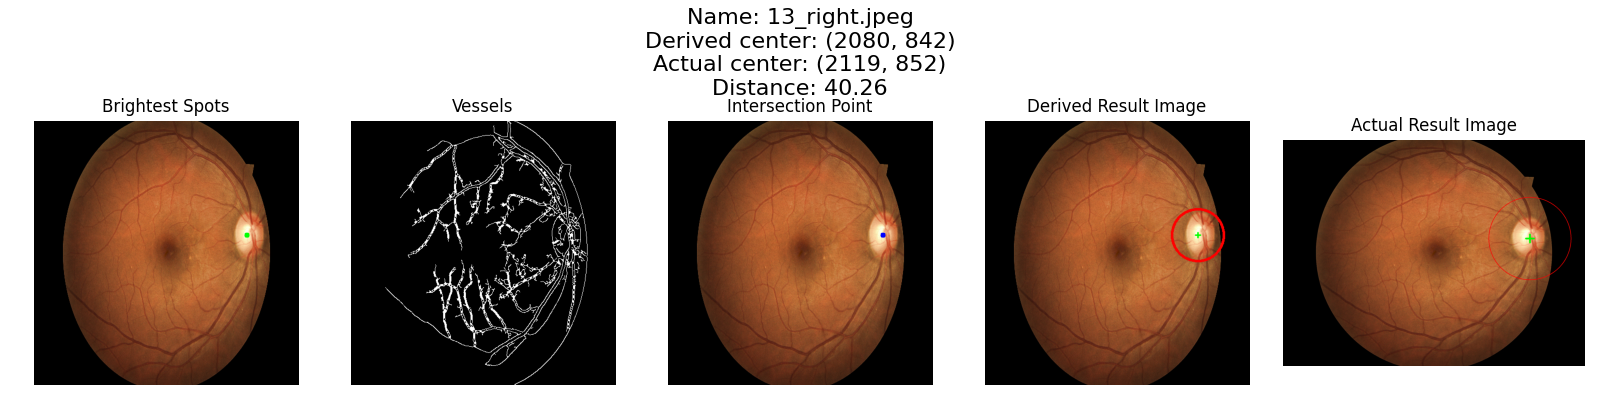 Name: 13_right.jpeg
Derived center: (2080, 842)
Actual center: (2119, 852)
Distance: 40.26
Brightest Spots
Vessels
Intersection Point
Derived Result Image
Actual Result Image